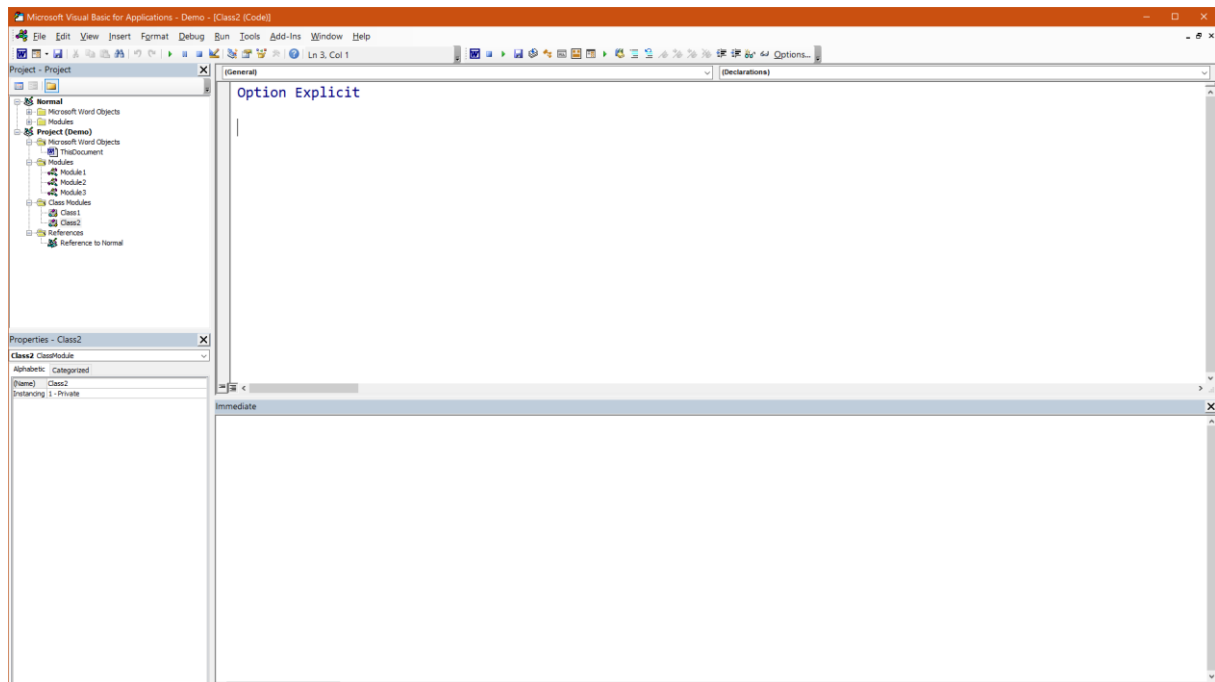 Microsoft Visual Basic for Applications - Demo - [Class2 (Code)]
File Edit View Insert Format Debug Run Tools Add-Ins Window Help
Ln 3, Col 1
Options...
Project - Project
Normal
Microsoft Word Objects
Modules
Project (Demo)
Microsoft Word Objects
ThisDocument
Modules
Module1
Module2
Module3
Class Modules
Class1
Class2
References
Reference to Normal
Properties - Class2
Class2 ClassModule
Alphabetic Categorized
(Name) Class2
Instancing 1 - Private
(General) (Declarations)
Option Explicit
Immediate